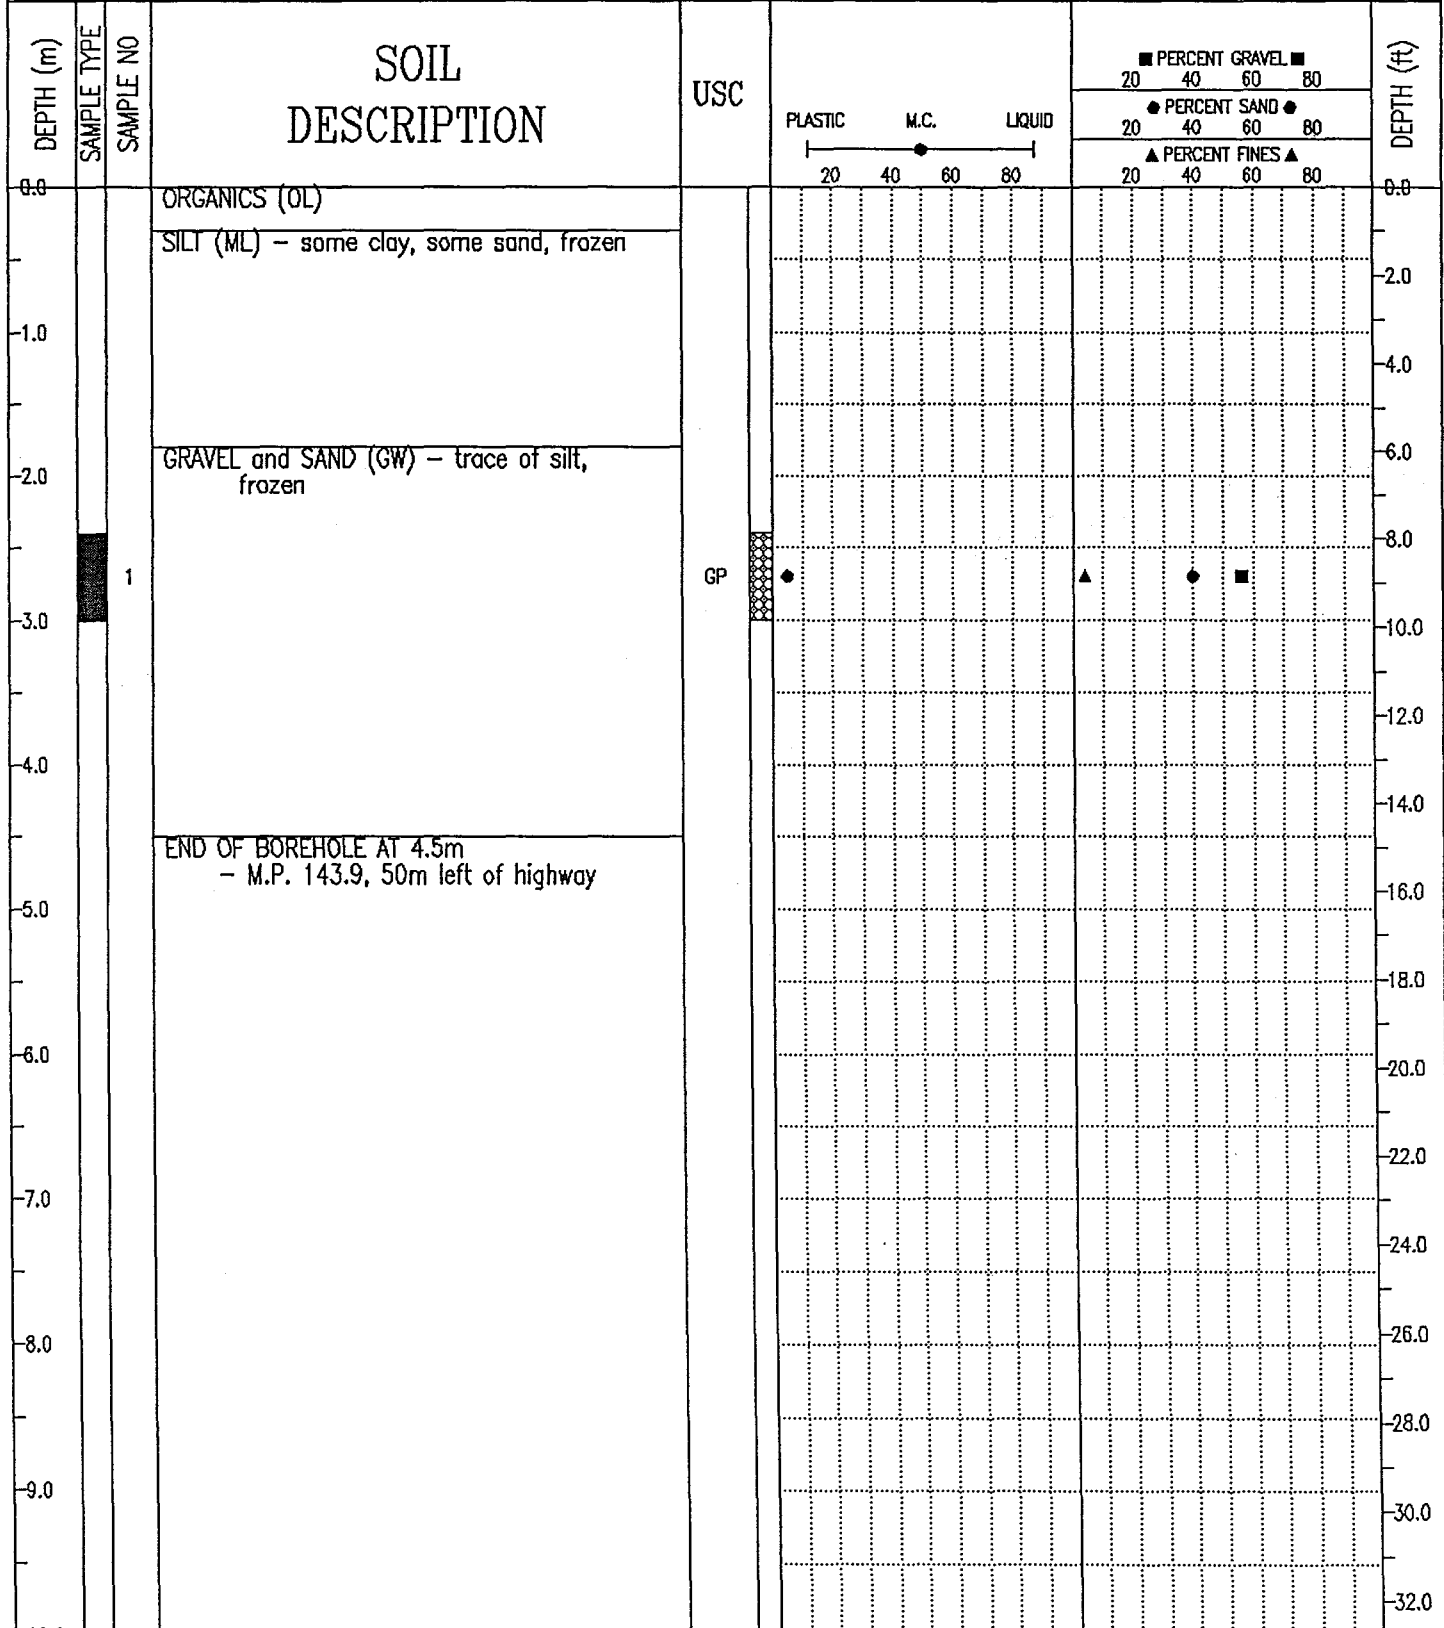 DEPTH (m)
SAMPLE TYPE
SAMPLE NO
SOIL
DESCRIPTION
USC
PLASTIC M.C. LIQUID
20 40 60 80
■ PERCENT GRAVEL ■
20 40 60 80
● PERCENT SAND ●
20 40 60 80
▲ PERCENT FINES ▲
20 40 60 80
DEPTH (ft)
0.0
ORGANICS (OL)
0.0
SILT (ML) – some clay, some sand, frozen
2.0
1.0
4.0
GRAVEL and SAND (GW) – trace of silt,
frozen
6.0
2.0
8.0
1
GP
3.0
10.0
12.0
4.0
14.0
END OF BOREHOLE AT 4.5m
– M.P. 143.9, 50m left of highway
16.0
5.0
18.0
6.0
20.0
22.0
7.0
24.0
8.0
26.0
28.0
9.0
30.0
32.0